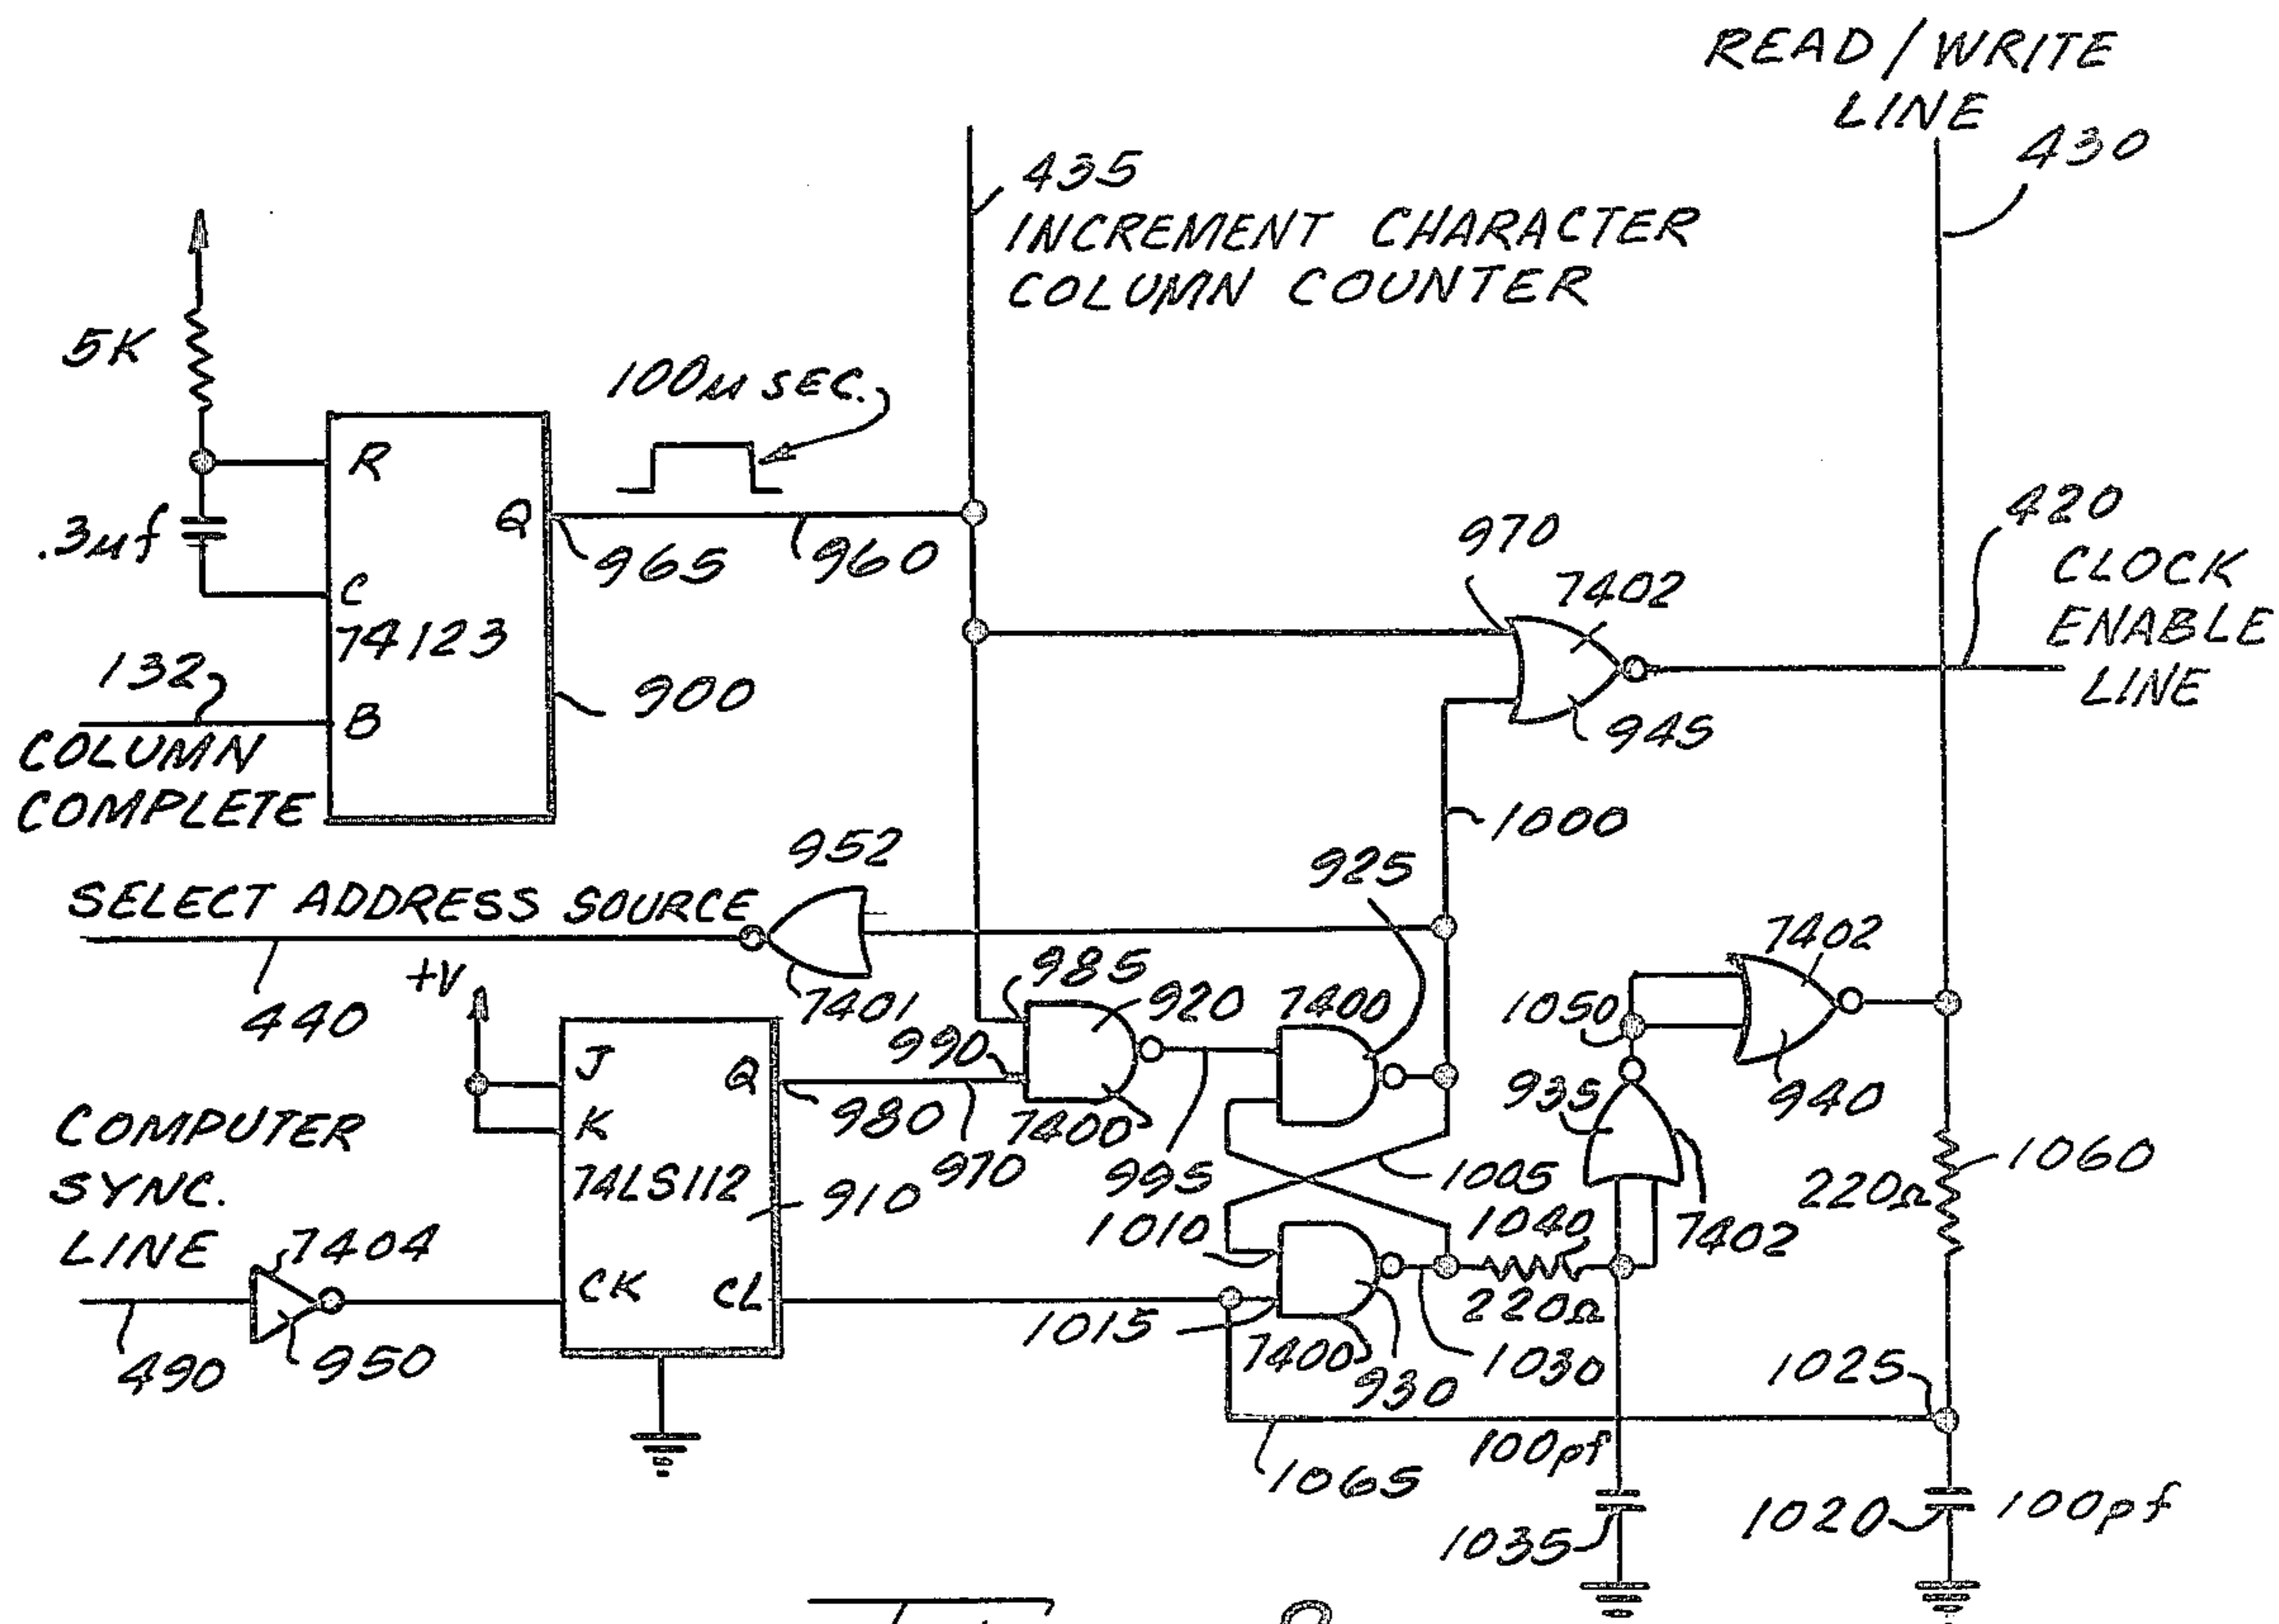 READ/WRITE
LINE
430
435
INCREMENT CHARACTER
COLUMN COUNTER
5K
100µ SEC.
R
Q
.3µf
965
960
C
74123
132
B
900
COLUMN
COMPLETE
970
7402
420
CLOCK
ENABLE
LINE
945
1000
952
925
SELECT ADDRESS SOURCE
440
7401
+V
985
920
7400
990
7402
1050
940
J
Q
K
980
970
7400
995
935
1005
1060
220Ω
COMPUTER
SYNC.
LINE
74LS112
910
1010
1040
7402
7404
CK
CL
220Ω
490
950
1015
7400
930
1030
1025
1065
100pf
1035
1020
100pf